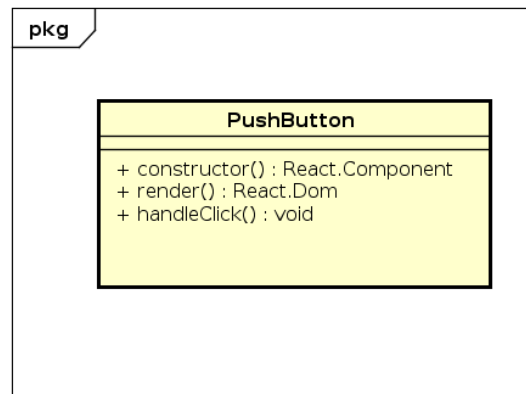 pkg
PushButton
+ constructor() : React.Component
+ render() : React.Dom
+ handleClick() : void